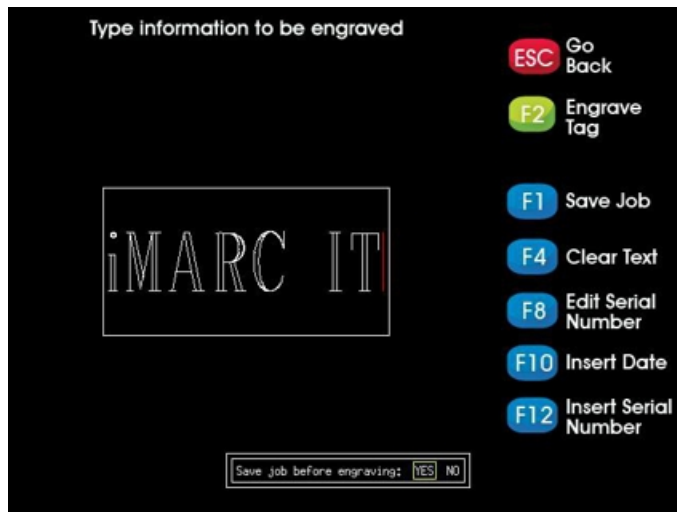 Type information to be engraved
ESC Go
Back
F2 Engrave
Tag
iMARC IT
F1 Save Job
F4 Clear Text
F8 Edit Serial
Number
F10 Insert Date
F12 Insert Serial
Number
Save job before engraving: YES NO